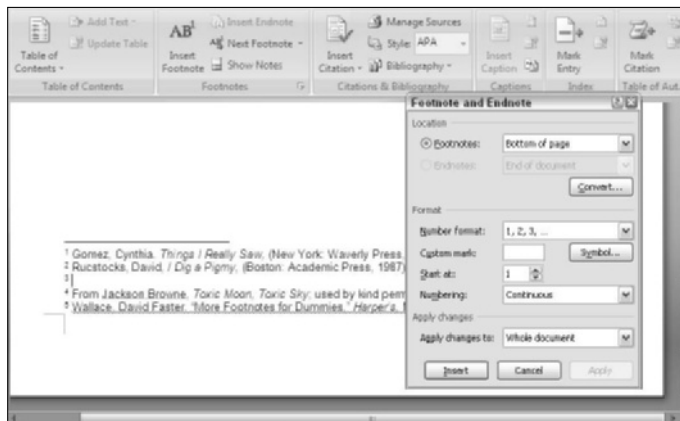 Table of Contents
Add Text
Update Table
Table of Contents
AB¹
Insert Footnote
Insert Endnote
Next Footnote
Show Notes
Footnotes
Insert Citation
Manage Sources
Style: APA
Bibliography
Citations & Bibliography
Insert Caption
Captions
Mark Entry
Index
Mark Citation
Table of Aut
Footnote and Endnote
Location
Footnotes: Bottom of page
Endnotes: End of document
Convert...
Format
Number format: 1, 2, 3, ...
Custom mark: Symbol...
Start at: 1
Numbering: Continuous
Apply changes
Apply changes to: Whole document
Insert Cancel Apply
1 Gomez, Cynthia. Things I Really Saw, (New York: Waverly Press,
2 Rucstocks, David, I Dig a Pigmy, (Boston: Academic Press, 1987)
3
4 From Jackson Browne, Toxic Moon, Toxic Sky; used by kind perm
5 Wallace, David Foster. "More Footnotes for Dummies," Harper's,